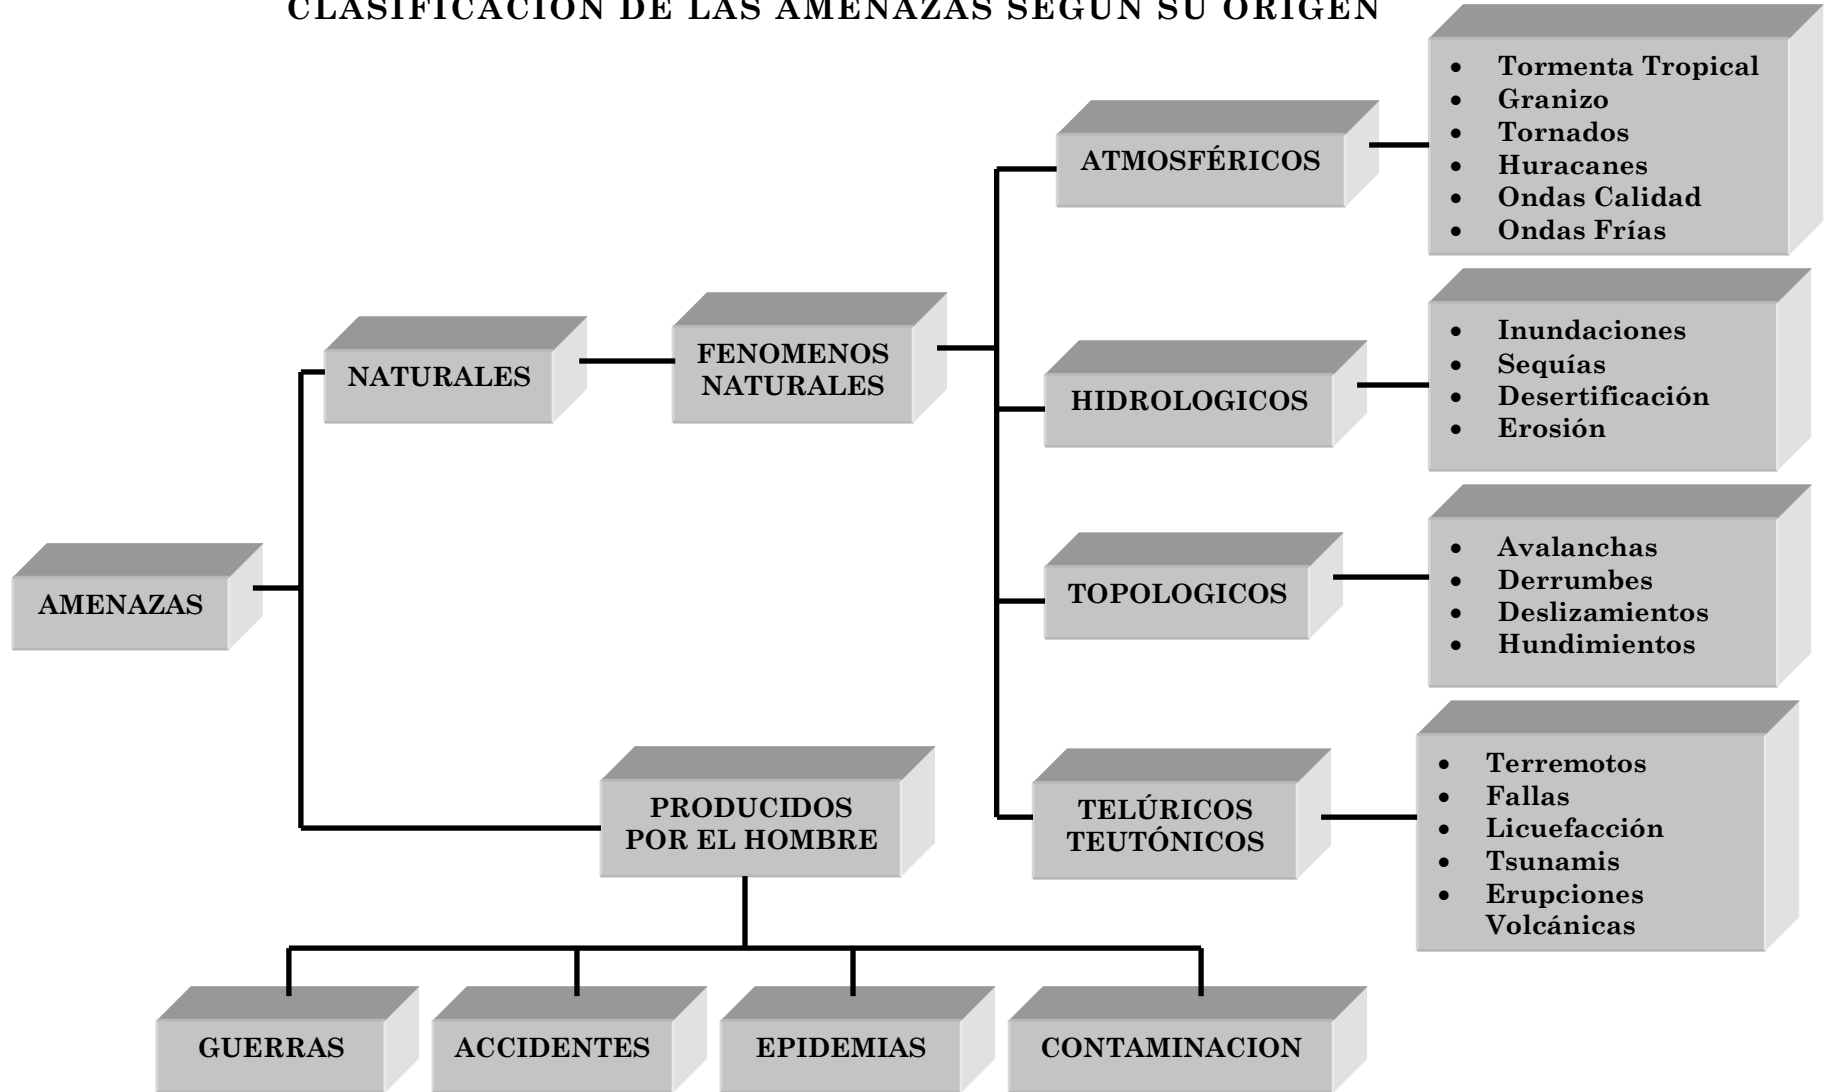 CLASIFICACIÓN DE LAS AMENAZAS SEGÚN SU ORIGEN
AMENAZAS
NATURALES
FENOMENOS
NATURALES
ATMOSFÉRICOS
• Tormenta Tropical
• Granizo
• Tornados
• Huracanes
• Ondas Calidad
• Ondas Frías
HIDROLOGICOS
• Inundaciones
• Sequías
• Desertificación
• Erosión
TOPOLOGICOS
• Avalanchas
• Derrumbes
• Deslizamientos
• Hundimientos
TELÚRICOS
TEUTÓNICOS
• Terremotos
• Fallas
• Licuefacción
• Tsunamis
• Erupciones
Volcánicas
PRODUCIDOS
POR EL HOMBRE
GUERRAS
ACCIDENTES
EPIDEMIAS
CONTAMINACION